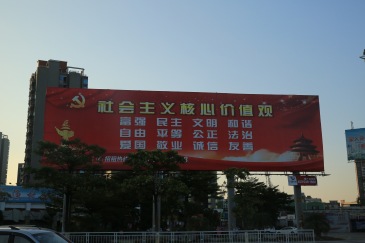 社会主义核心价值观
富强 民主 文明 和谐
自由 平等 公正 法治
爱国 敬业 诚信 友善